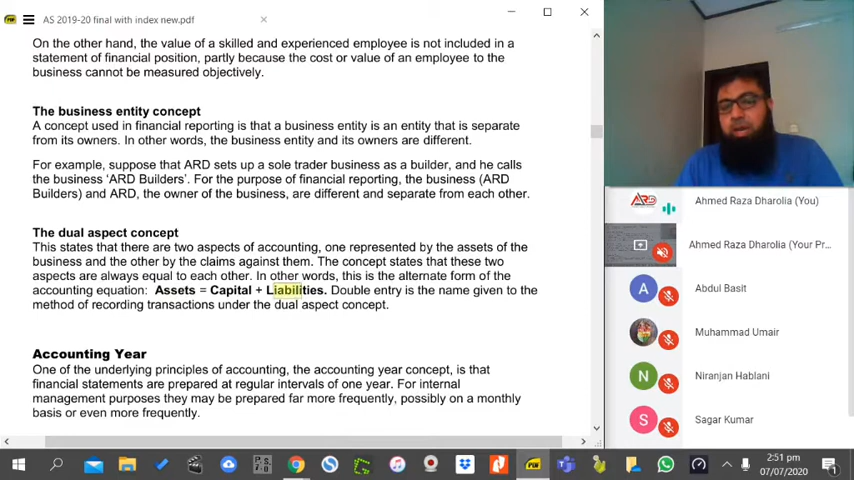 AS 2019-20 final with index new.pdf
On the other hand, the value of a skilled and experienced employee is not included in a
statement of financial position, partly because the cost or value of an employee to the
business cannot be measured objectively.
The business entity concept
A concept used in financial reporting is that a business entity is an entity that is separate
from its owners. In other words, the business entity and its owners are different.
For example, suppose that ARD sets up a sole trader business as a builder, and he calls
the business ‘ARD Builders’. For the purpose of financial reporting, the business (ARD
Builders) and ARD, the owner of the business, are different and separate from each other.
The dual aspect concept
This states that there are two aspects of accounting, one represented by the assets of the
business and the other by the claims against them. The concept states that these two
aspects are always equal to each other. In other words, this is the alternate form of the
accounting equation: Assets = Capital + Liabilities. Double entry is the name given to the
method of recording transactions under the dual aspect concept.
Accounting Year
One of the underlying principles of accounting, the accounting year concept, is that
financial statements are prepared at regular intervals of one year. For internal
management purposes they may be prepared far more frequently, possibly on a monthly
basis or even more frequently.
ARD
Ahmed Raza Dharolia (You)
Ahmed Raza Dharolia (Your Pr...
A
Abdul Basit
Muhammad Umair
N
Niranjan Hablani
S
Sagar Kumar
2:51 pm
07/07/2020
1